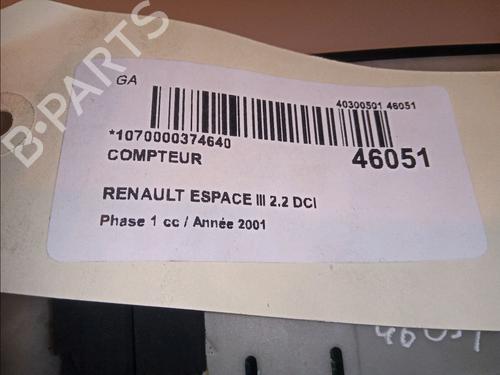 B-PARTS
GA
40300501 46051
*1070000374640
COMPTEUR
46051
RENAULT ESPACE III 2.2 DCI
Phase 1 cc / Année 2001
46051